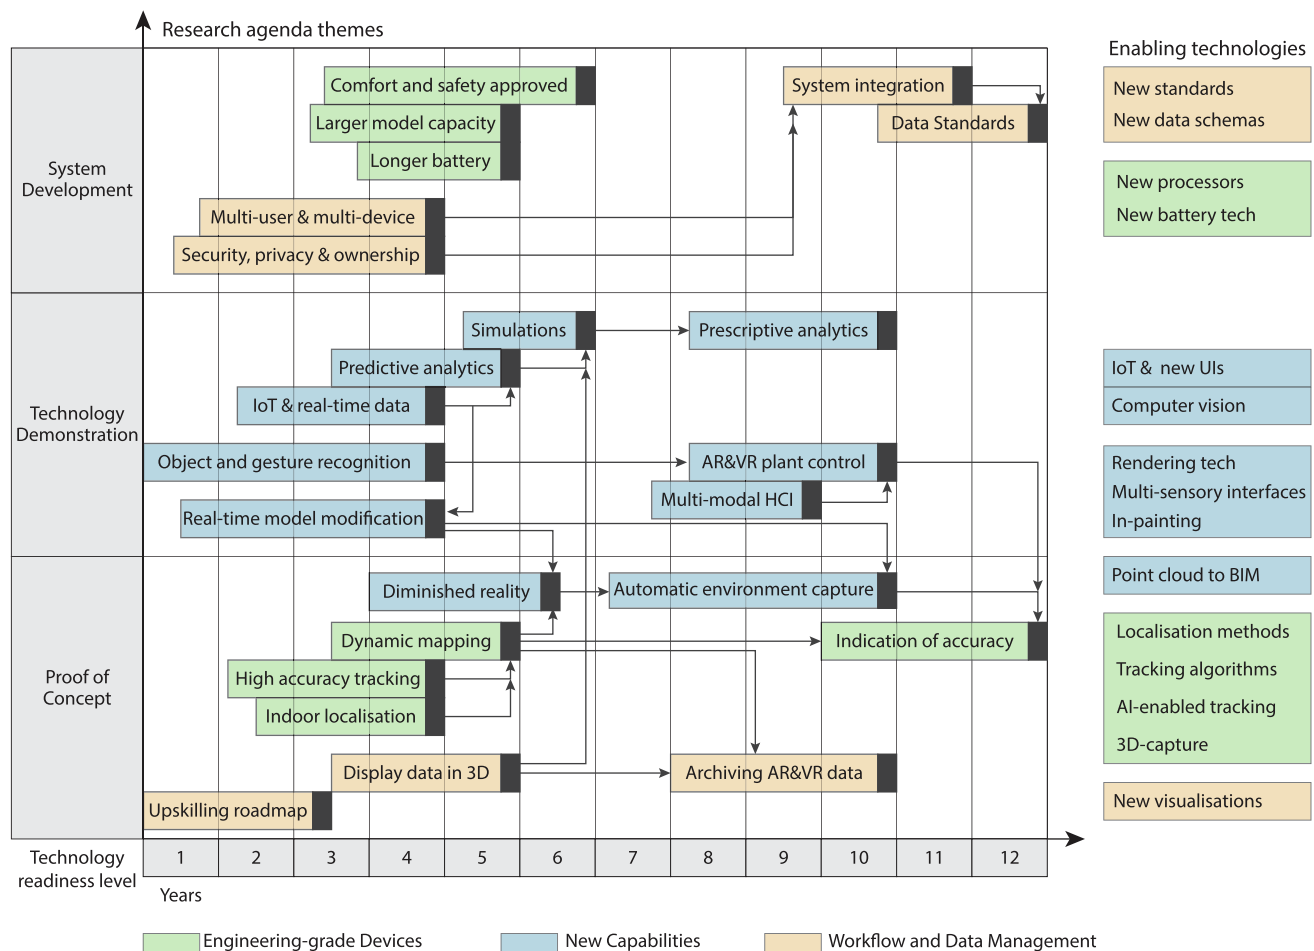 Research agenda themes
Enabling technologies
System
Development
Comfort and safety approved
Larger model capacity
Longer battery
Multi-user & multi-device
Security, privacy & ownership
System integration
Data Standards
New standards
New data schemas
New processors
New battery tech
Technology
Demonstration
Simulations
Prescriptive analytics
Predictive analytics
IoT & real-time data
Object and gesture recognition
AR&VR plant control
Multi-modal HCI
Real-time model modification
IoT & new UIs
Computer vision
Rendering tech
Multi-sensory interfaces
In-painting
Proof of
Concept
Diminished reality
Automatic environment capture
Dynamic mapping
Indication of accuracy
High accuracy tracking
Indoor localisation
Display data in 3D
Archiving AR&VR data
Upskilling roadmap
Point cloud to BIM
Localisation methods
Tracking algorithms
AI-enabled tracking
3D-capture
New visualisations
Technology
readiness level
1 2 3 4 5 6 7 8 9 10 11 12
Years
Engineering-grade Devices
New Capabilities
Workflow and Data Management